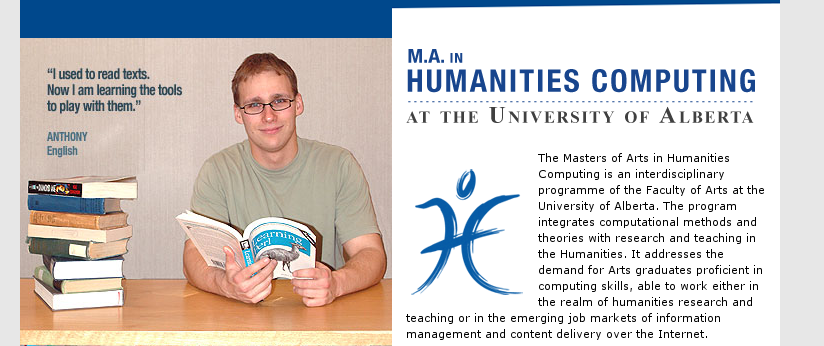 “I used to read texts.
Now I am learning the tools
to play with them.”
ANTHONY
English
M.A. IN
HUMANITIES COMPUTING
AT THE UNIVERSITY OF ALBERTA
The Masters of Arts in Humanities
Computing is an interdisciplinary
programme of the Faculty of Arts at the
University of Alberta. The program
integrates computational methods and
theories with research and teaching in
the Humanities. It addresses the
demand for Arts graduates proficient in
computing skills, able to work either in
the realm of humanities research and
teaching or in the emerging job markets of information
management and content delivery over the Internet.
Learning
Perl